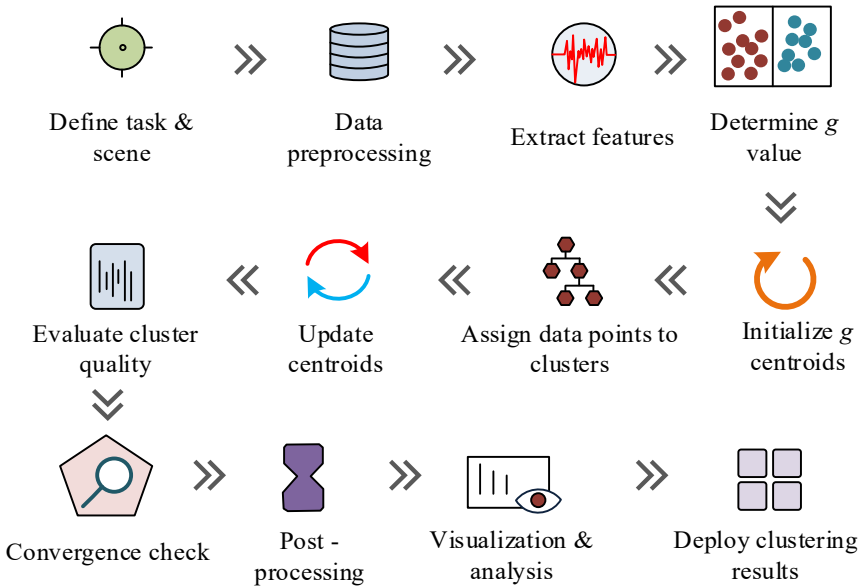 Define task &
scene
Data
preprocessing
Extract features
Determine g
value
Evaluate cluster
quality
Update
centroids
Assign data points to
clusters
Initialize g
centroids
Convergence check
Post -
processing
Visualization &
analysis
Deploy clustering
results